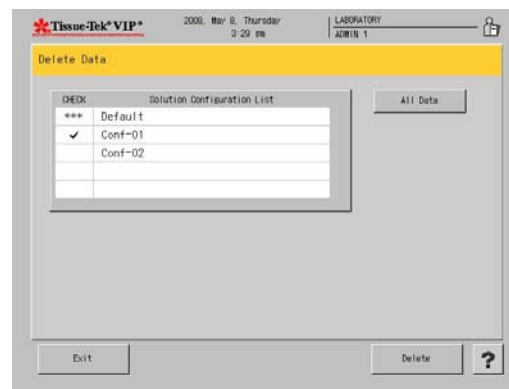 Tissue-Tek® VIP®
2008, May 8, Thursday
3:29 pm
LABORATORY
ADMIN 1
Delete Data
CHECK Solution Configuration List
*** Default
✓ Conf-01
Conf-02
All Data
Exit
Delete
?